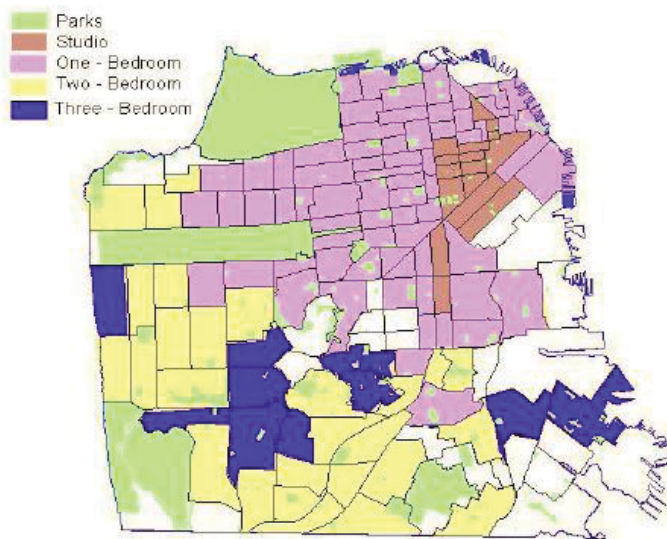 Parks
Studio
One - Bedroom
Two - Bedroom
Three - Bedroom